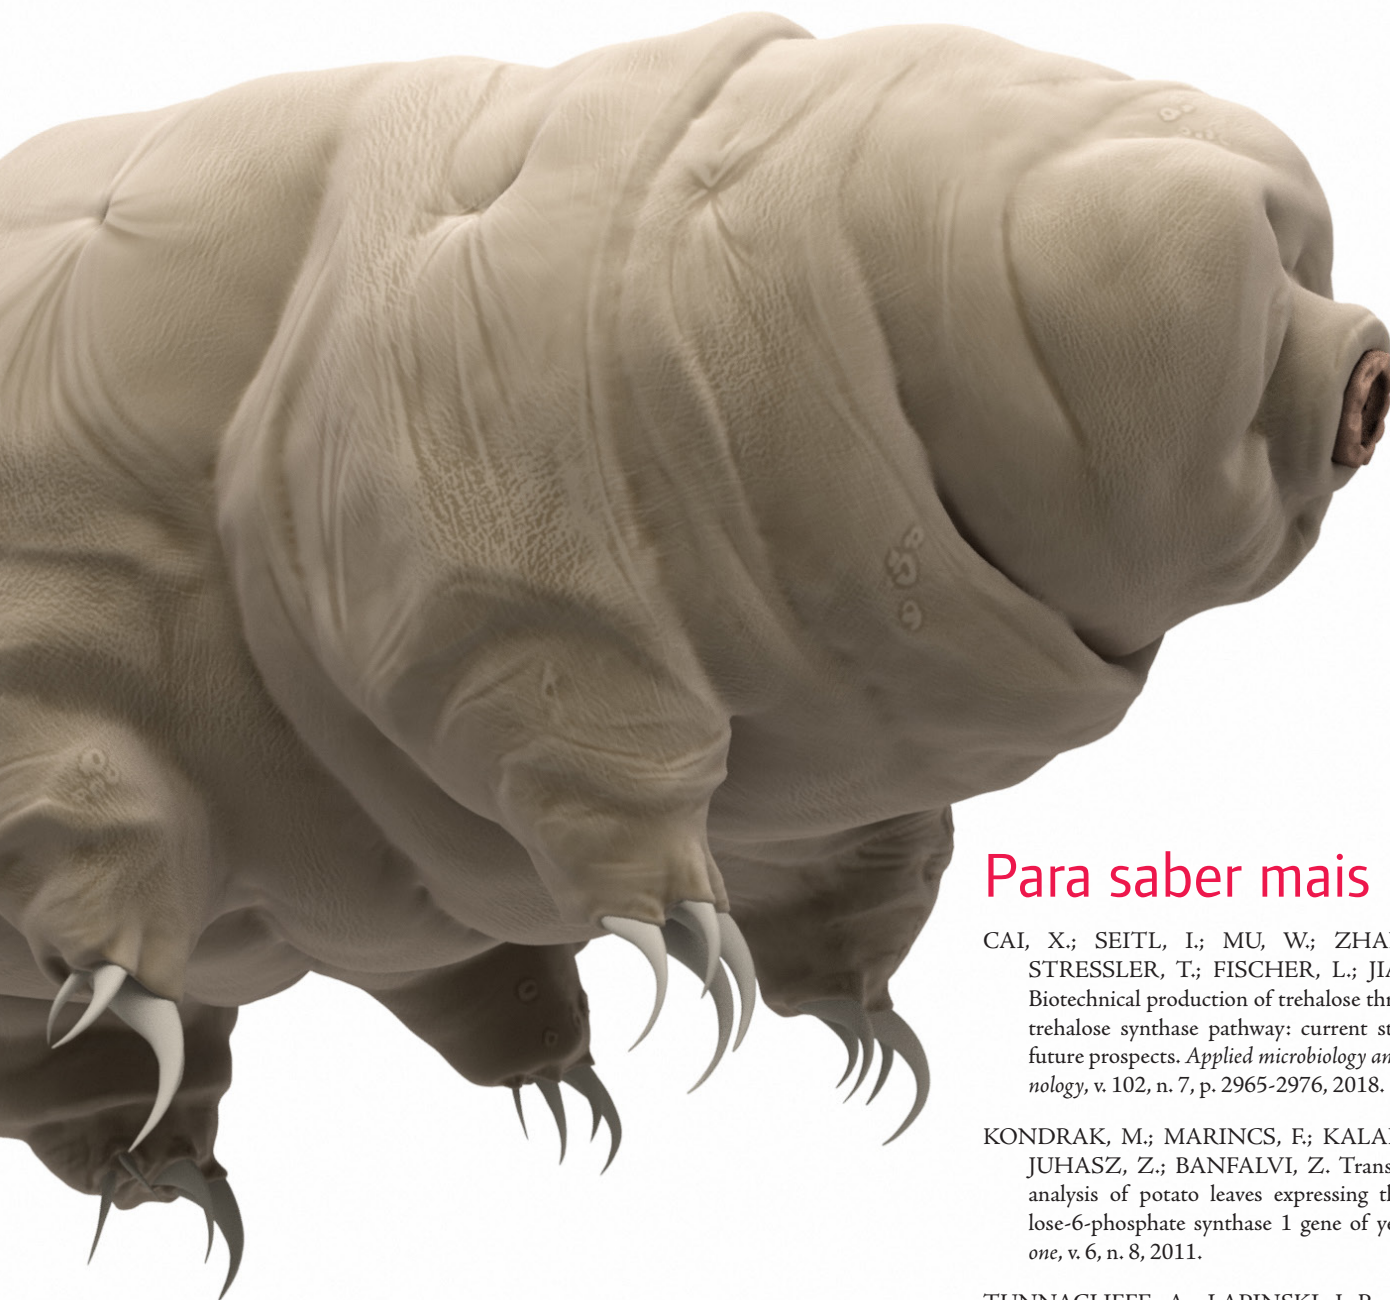 Para saber mais
CAI, X.; SEITL, I.; MU, W.;
STRESSLER, T.; FISCHER, L.;
Biotechnical production of trehalose
trehalose synthase pathway: current
future prospects. Applied microbiology
nology, v. 102, n. 7, p. 2965-2976, 2018.
KONDRAK, M.; MARINCS, F.;
JUHASZ, Z.; BANFALVI, Z.
analysis of potato leaves expressing
lose-6-phosphate synthase 1 gene of
one, v. 6, n. 8, 2011.